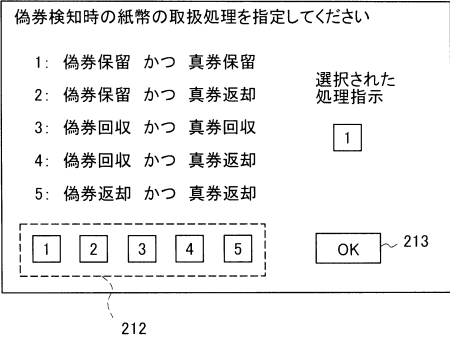 偽券検知時の紙幣の取扱処理を指定してください
1: 偽券保留 かつ 真券保留
2: 偽券保留 かつ 真券返却
3: 偽券回収 かつ 真券回収
4: 偽券回収 かつ 真券返却
5: 偽券返却 かつ 真券返却
選択された
処理指示
1
1 2 3 4 5
OK
213
212